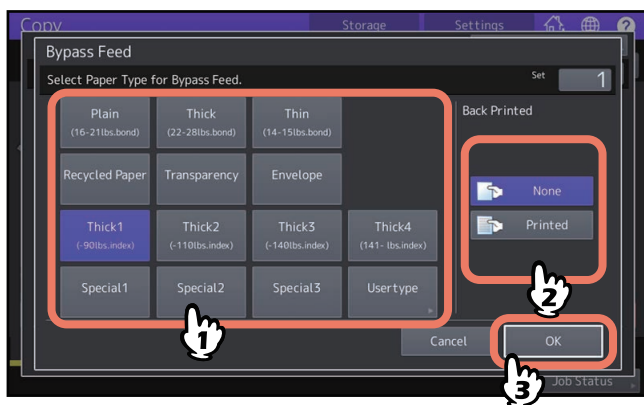 Copy
Storage
Settings
?
Bypass Feed
Select Paper Type for Bypass Feed.
Set
1
Plain
(16-21lbs.bond)
Thick
(22-28lbs.bond)
Thin
(14-15lbs.bond)
Back Printed
Recycled Paper
Transparency
Envelope
None
Thick1
(-90lbs.index)
Thick2
(-110lbs.index)
Thick3
(-140lbs.index)
Thick4
(141- lbs.index)
Printed
Special1
Special2
Special3
Usertype
1
2
Cancel
OK
3
Job Status